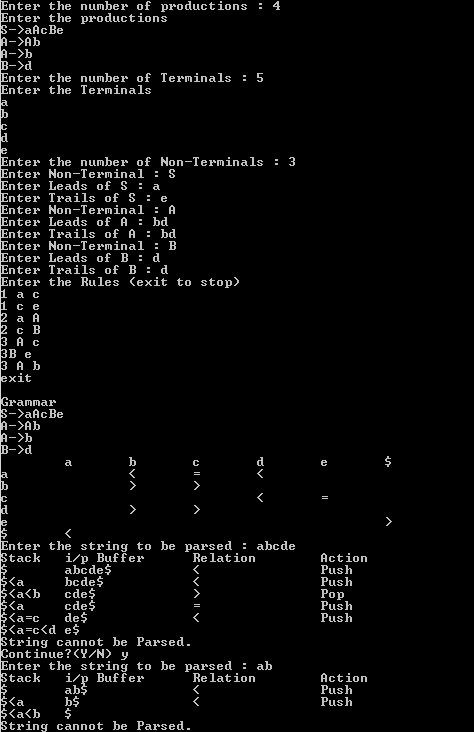 Enter the number of productions : 4
Enter the productions
S->aAcBe
A->Ab
A->b
B->d
Enter the number of Terminals : 5
Enter the Terminals
a
b
c
d
e
Enter the number of Non-Terminals : 3
Enter Non-Terminal : S
Enter Leads of S : a
Enter Trails of S : e
Enter Non-Terminal : A
Enter Leads of A : bd
Enter Trails of A : bd
Enter Non-Terminal : B
Enter Leads of B : d
Enter Trails of B : d
Enter the Rules (exit to stop)
1 a c
1 c e
2 a A
2 c B
3 A c
3B e
3 A b
exit
Grammar
S->aAcBe
A->Ab
A->b
B->d
a b c d e $
a < = <
b > >
c < =
d > >
e >
$ <
Enter the string to be parsed : abcde
Stack i/p Buffer Relation Action
$ abcde$ < Push
$<a bcde$ < Push
$<a<b cde$ > Pop
$<a cde$ = Push
$<a=c de$ < Push
$<a=c<d e$
String cannot be Parsed.
Continue?(Y/N) y
Enter the string to be parsed : ab
Stack i/p Buffer Relation Action
$ ab$ < Push
$<a b$ < Push
$<a<b $
String cannot be Parsed.